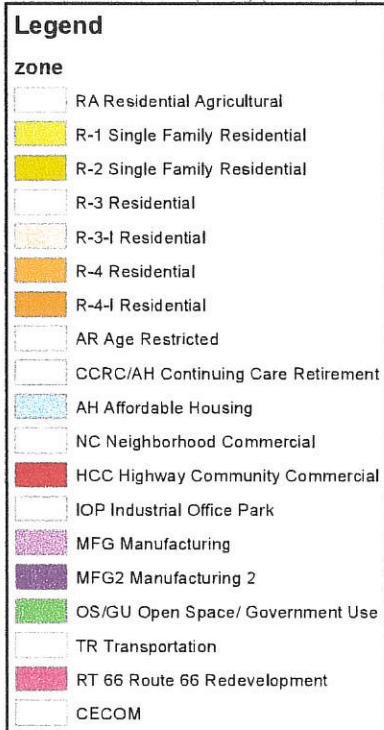 Legend
zone
RA Residential Agricultural
R-1 Single Family Residential
R-2 Single Family Residential
R-3 Residential
R-3-I Residential
R-4 Residential
R-4-I Residential
AR Age Restricted
CCRC/AH Continuing Care Retirement
AH Affordable Housing
NC Neighborhood Commercial
HCC Highway Community Commercial
IOP Industrial Office Park
MFG Manufacturing
MFG2 Manufacturing 2
OS/GU Open Space/ Government Use
TR Transportation
RT 66 Route 66 Redevelopment
CECOM